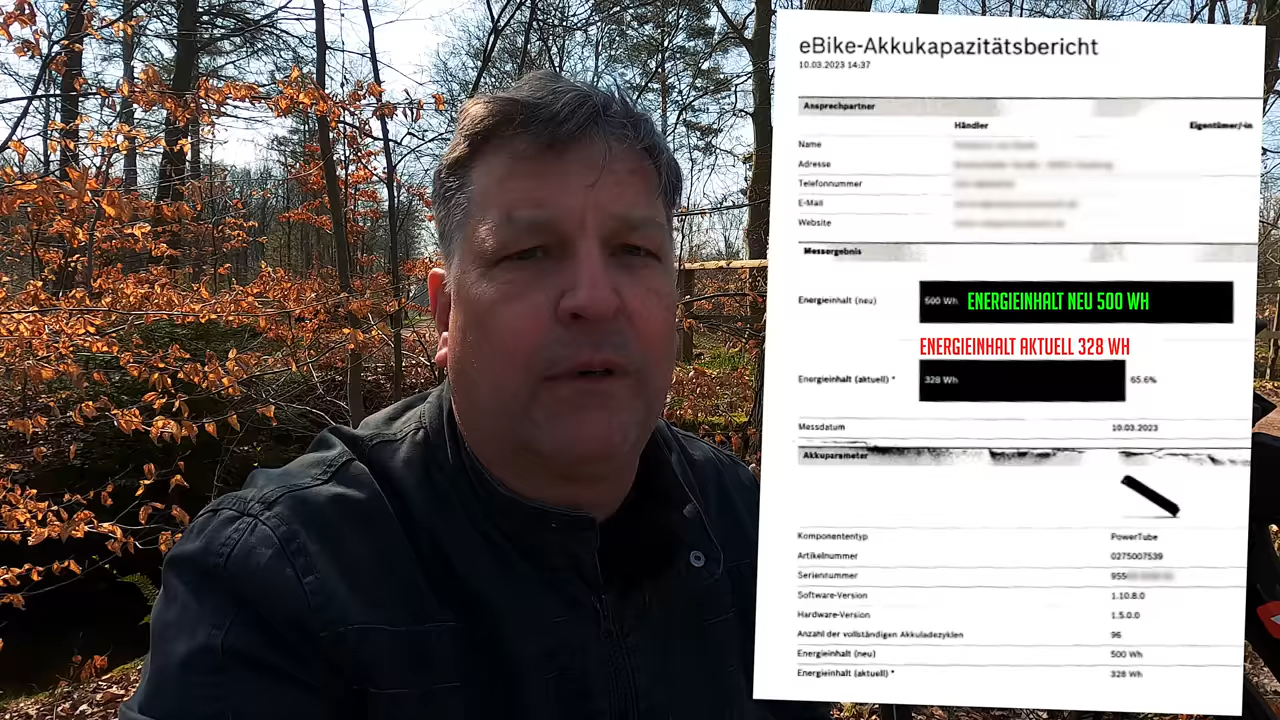 eBike-Akkukapazitätsbericht
10.03.2023 14:37
Ansprechpartner
Händler Eigentümer/-in
Name
Adresse
Telefonnummer
E-Mail
Website
Messergebnis
Energieinhalt (neu) 500 Wh ENERGIEINHALT NEU 500 WH
ENERGIEINHALT AKTUELL 328 WH
Energieinhalt (aktuell) * 328 Wh 65.6%
Messdatum 10.03.2023
Akkuparameter
Komponententyp PowerTube
Artikelnummer 0275007539
Seriennummer 955
Software-Version 1.10.8.0
Hardware-Version 1.5.0.0
Anzahl der vollständigen Akkuladezyklen 96
Energieinhalt (neu) 500 Wh
Energieinhalt (aktuell) * 328 Wh